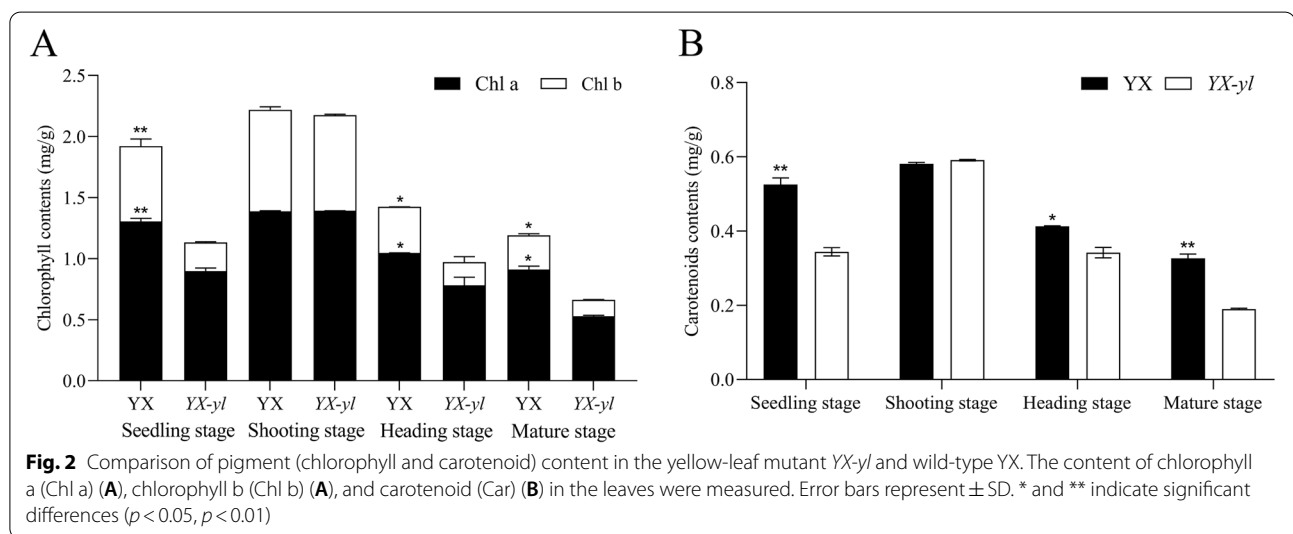 A
Chl a
Chl b
Chlorophyll contents (mg/g)
2.5
2.0
1.5
1.0
0.5
0.0
**
**
*
*
*
*
YX
YX-yl
YX
YX-yl
YX
YX-yl
YX
YX-yl
Seedling stage
Shooting stage
Heading stage
Mature stage
B
YX
YX-yl
Carotenoids contents (mg/g)
0.8
0.6
0.4
0.2
0.0
**
*
**
Seedling stage
Shooting stage
Heading stage
Mature stage
Fig. 2 Comparison of pigment (chlorophyll and carotenoid) content in the yellow-leaf mutant YX-yl and wild-type YX. The content of chlorophyll
a (Chl a) (A), chlorophyll b (Chl b) (A), and carotenoid (Car) (B) in the leaves were measured. Error bars represent ± SD. * and ** indicate significant
differences (p < 0.05, p < 0.01)